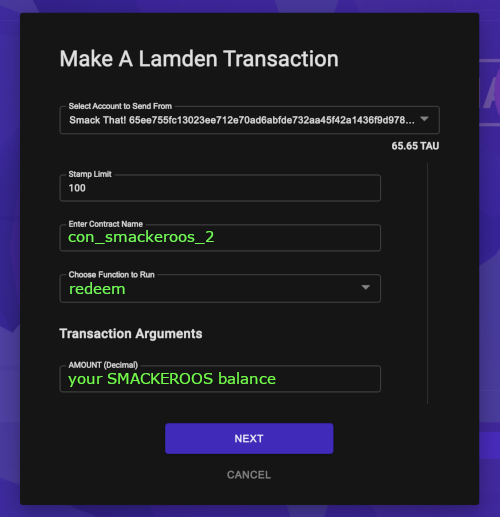 Make A Lamden Transaction
Select Account to Send From
Smack That! 65ee755fc13023ee712e70ad6abfde732aa45f42a1436f9d978...
65.65 TAU
Stamp Limit
100
Enter Contract Name
con_smackeroos_2
Choose Function to Run
redeem
Transaction Arguments
AMOUNT (Decimal)
your SMACKEROOS balance
NEXT
CANCEL